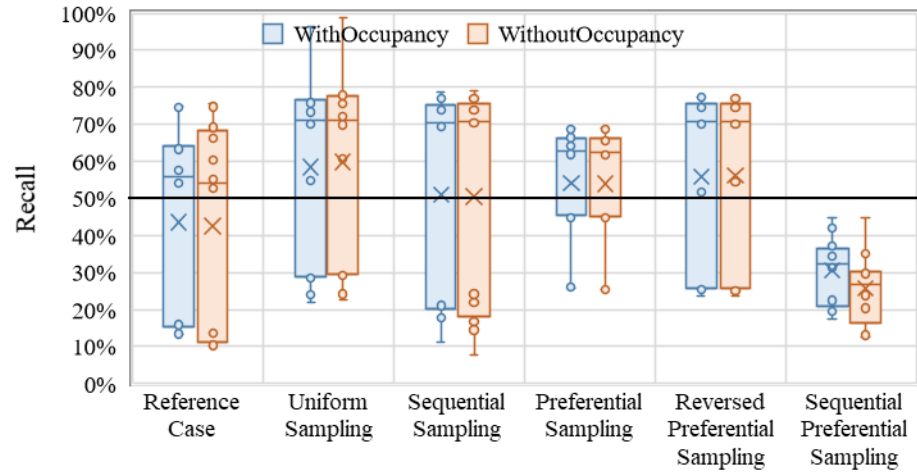 100%
90%
80%
70%
60%
50%
40%
30%
20%
10%
0%
Recall
WithOccupancy
WithoutOccupancy
Reference
Case
Uniform
Sampling
Sequential
Sampling
Preferential
Sampling
Reversed
Preferential
Sampling
Sequential
Preferential
Sampling